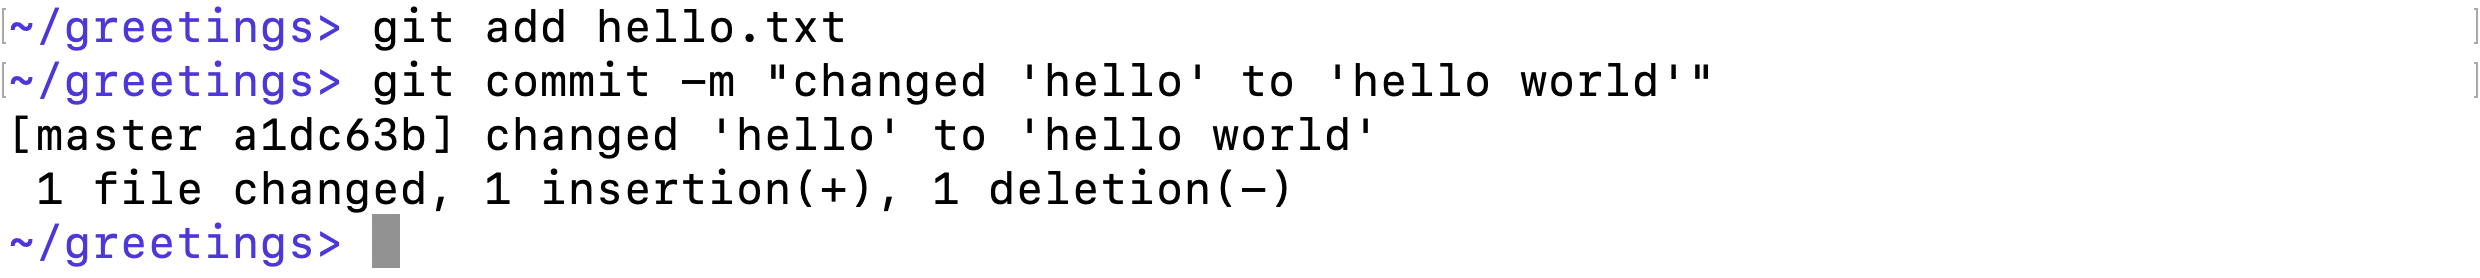 ~/greetings> git add hello.txt
~/greetings> git commit -m "changed 'hello' to 'hello world'"
[master a1dc63b] changed 'hello' to 'hello world'
 1 file changed, 1 insertion(+), 1 deletion(-)
~/greetings>